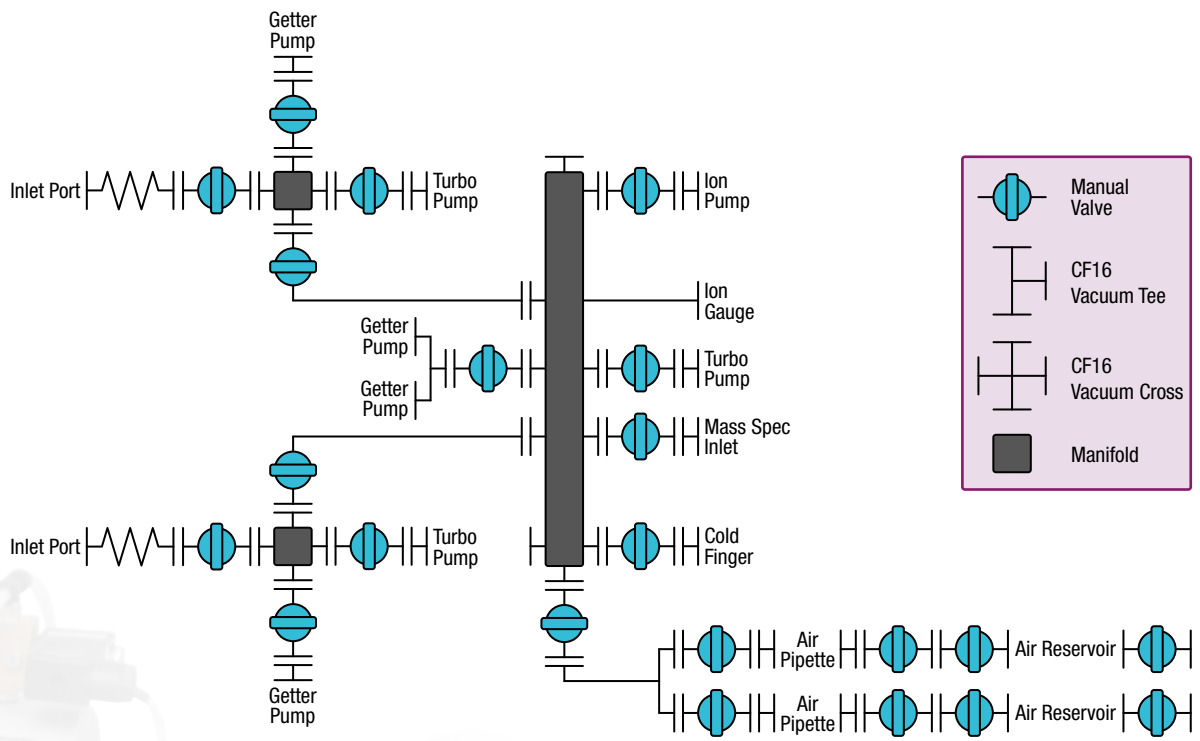 Getter
Pump
Inlet Port
Turbo
Pump
Ion
Pump
Manual
Valve
CF16
Vacuum Tee
Ion
Gauge
Getter
Pump
Getter
Pump
Turbo
Pump
CF16
Vacuum Cross
Mass Spec
Inlet
Manifold
Inlet Port
Turbo
Pump
Cold
Finger
Getter
Pump
Air
Pipette
Air Reservoir
Air
Pipette
Air Reservoir